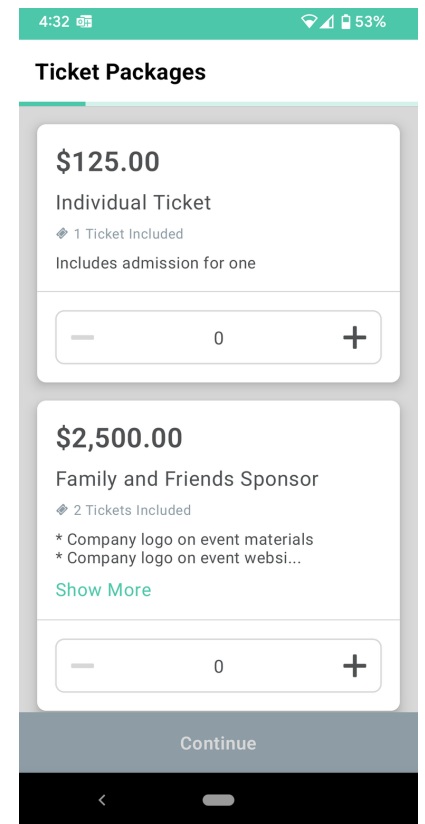 4:32 53%
Ticket Packages
$125.00
Individual Ticket
1 Ticket Included
Includes admission for one
0
$2,500.00
Family and Friends Sponsor
2 Tickets Included
* Company logo on event materials
* Company logo on event websi...
Show More
0
Continue